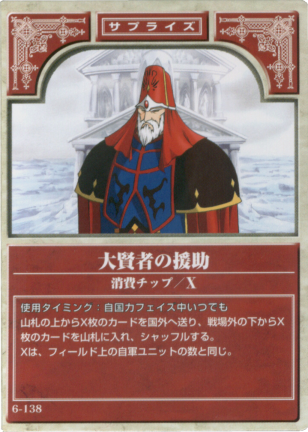 サプライズ
大賢者の援助
消費チップ/X
使用タイミング:自国力フェイス中いつでも
山札の上からX枚のカードを国外へ送り、戦場外の下からX
枚のカードを山札に入れ、シャッフルする。
Xは、フィールド上の自軍ユニットの数と同じ。
6-138